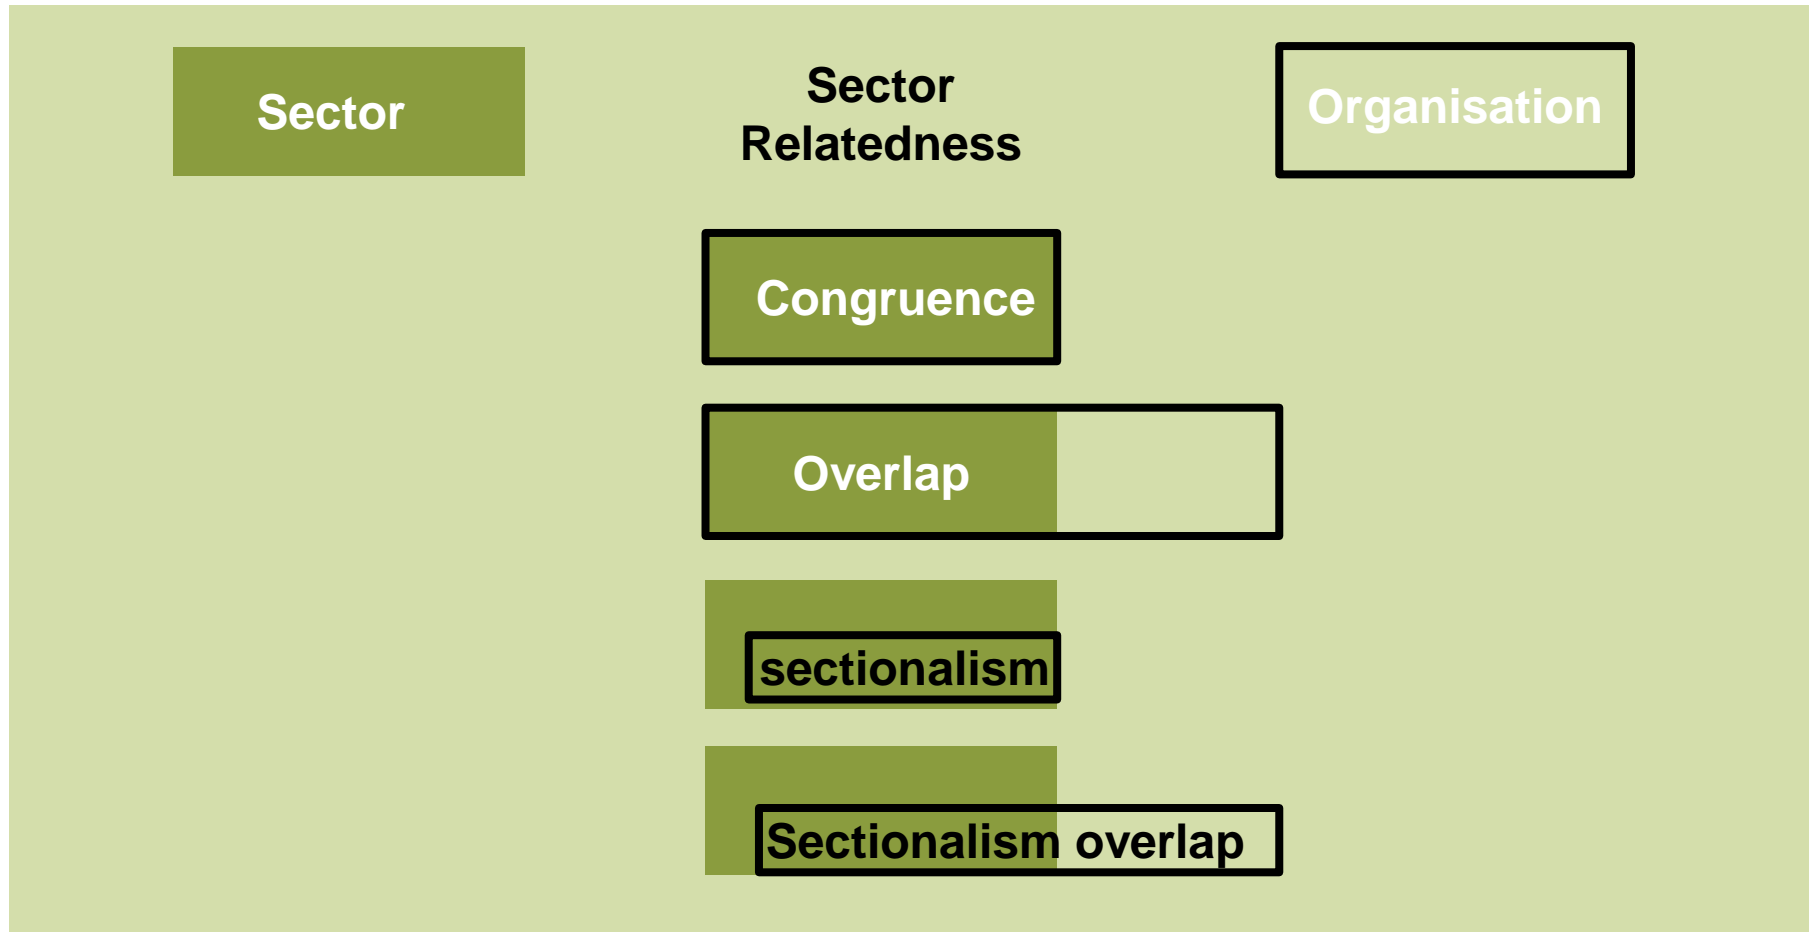 Sector
Sector
Relatedness
Organisation
Congruence
Overlap
sectionalism
Sectionalism overlap